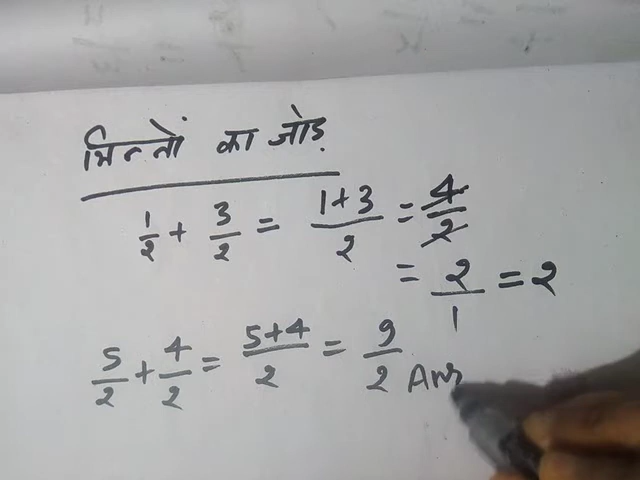 भिन्नों का जोड़
1/2 + 3/2 = 1+3/2 = 4/2
= 2/1 = 2
5/2 + 4/2 = 5+4/2 = 9/2 Ans